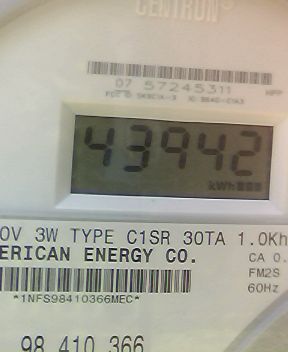 CENTRON®
07 57245311
43942
kWh
0V 3W TYPE C1SR 30TA 1.0Kh
ERICAN ENERGY CO.
CA 0.
FM2S
60Hz
*1NFS98410366MEC*
98 410 366